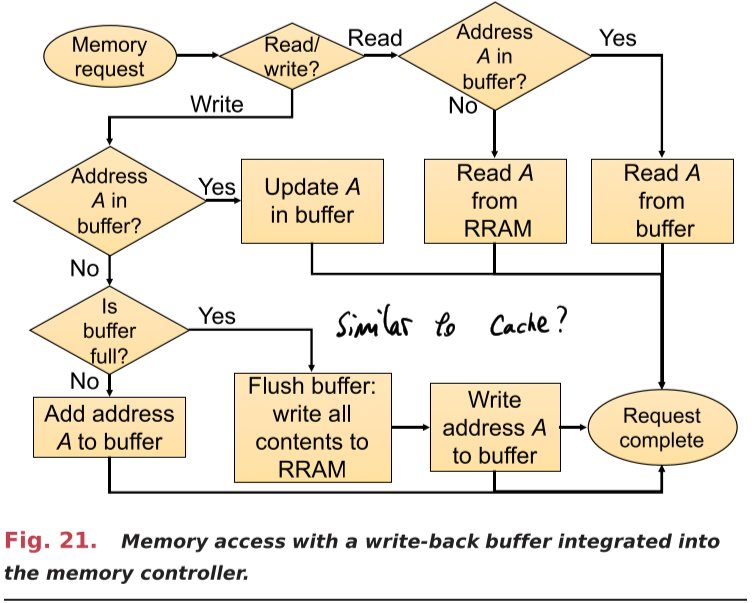 Memory
request
Read/
write?
Read
Address
A in
buffer?
Yes
No
Write
Address
A in
buffer?
Yes
Update A
in buffer
Read A
from
RRAM
Read A
from
buffer
No
Is
buffer
full?
Yes
Similar to Cache?
No
Add address
A to buffer
Flush buffer:
write all
contents to
RRAM
Write
address A
to buffer
Request
complete
Fig. 21. Memory access with a write-back buffer integrated into
the memory controller.